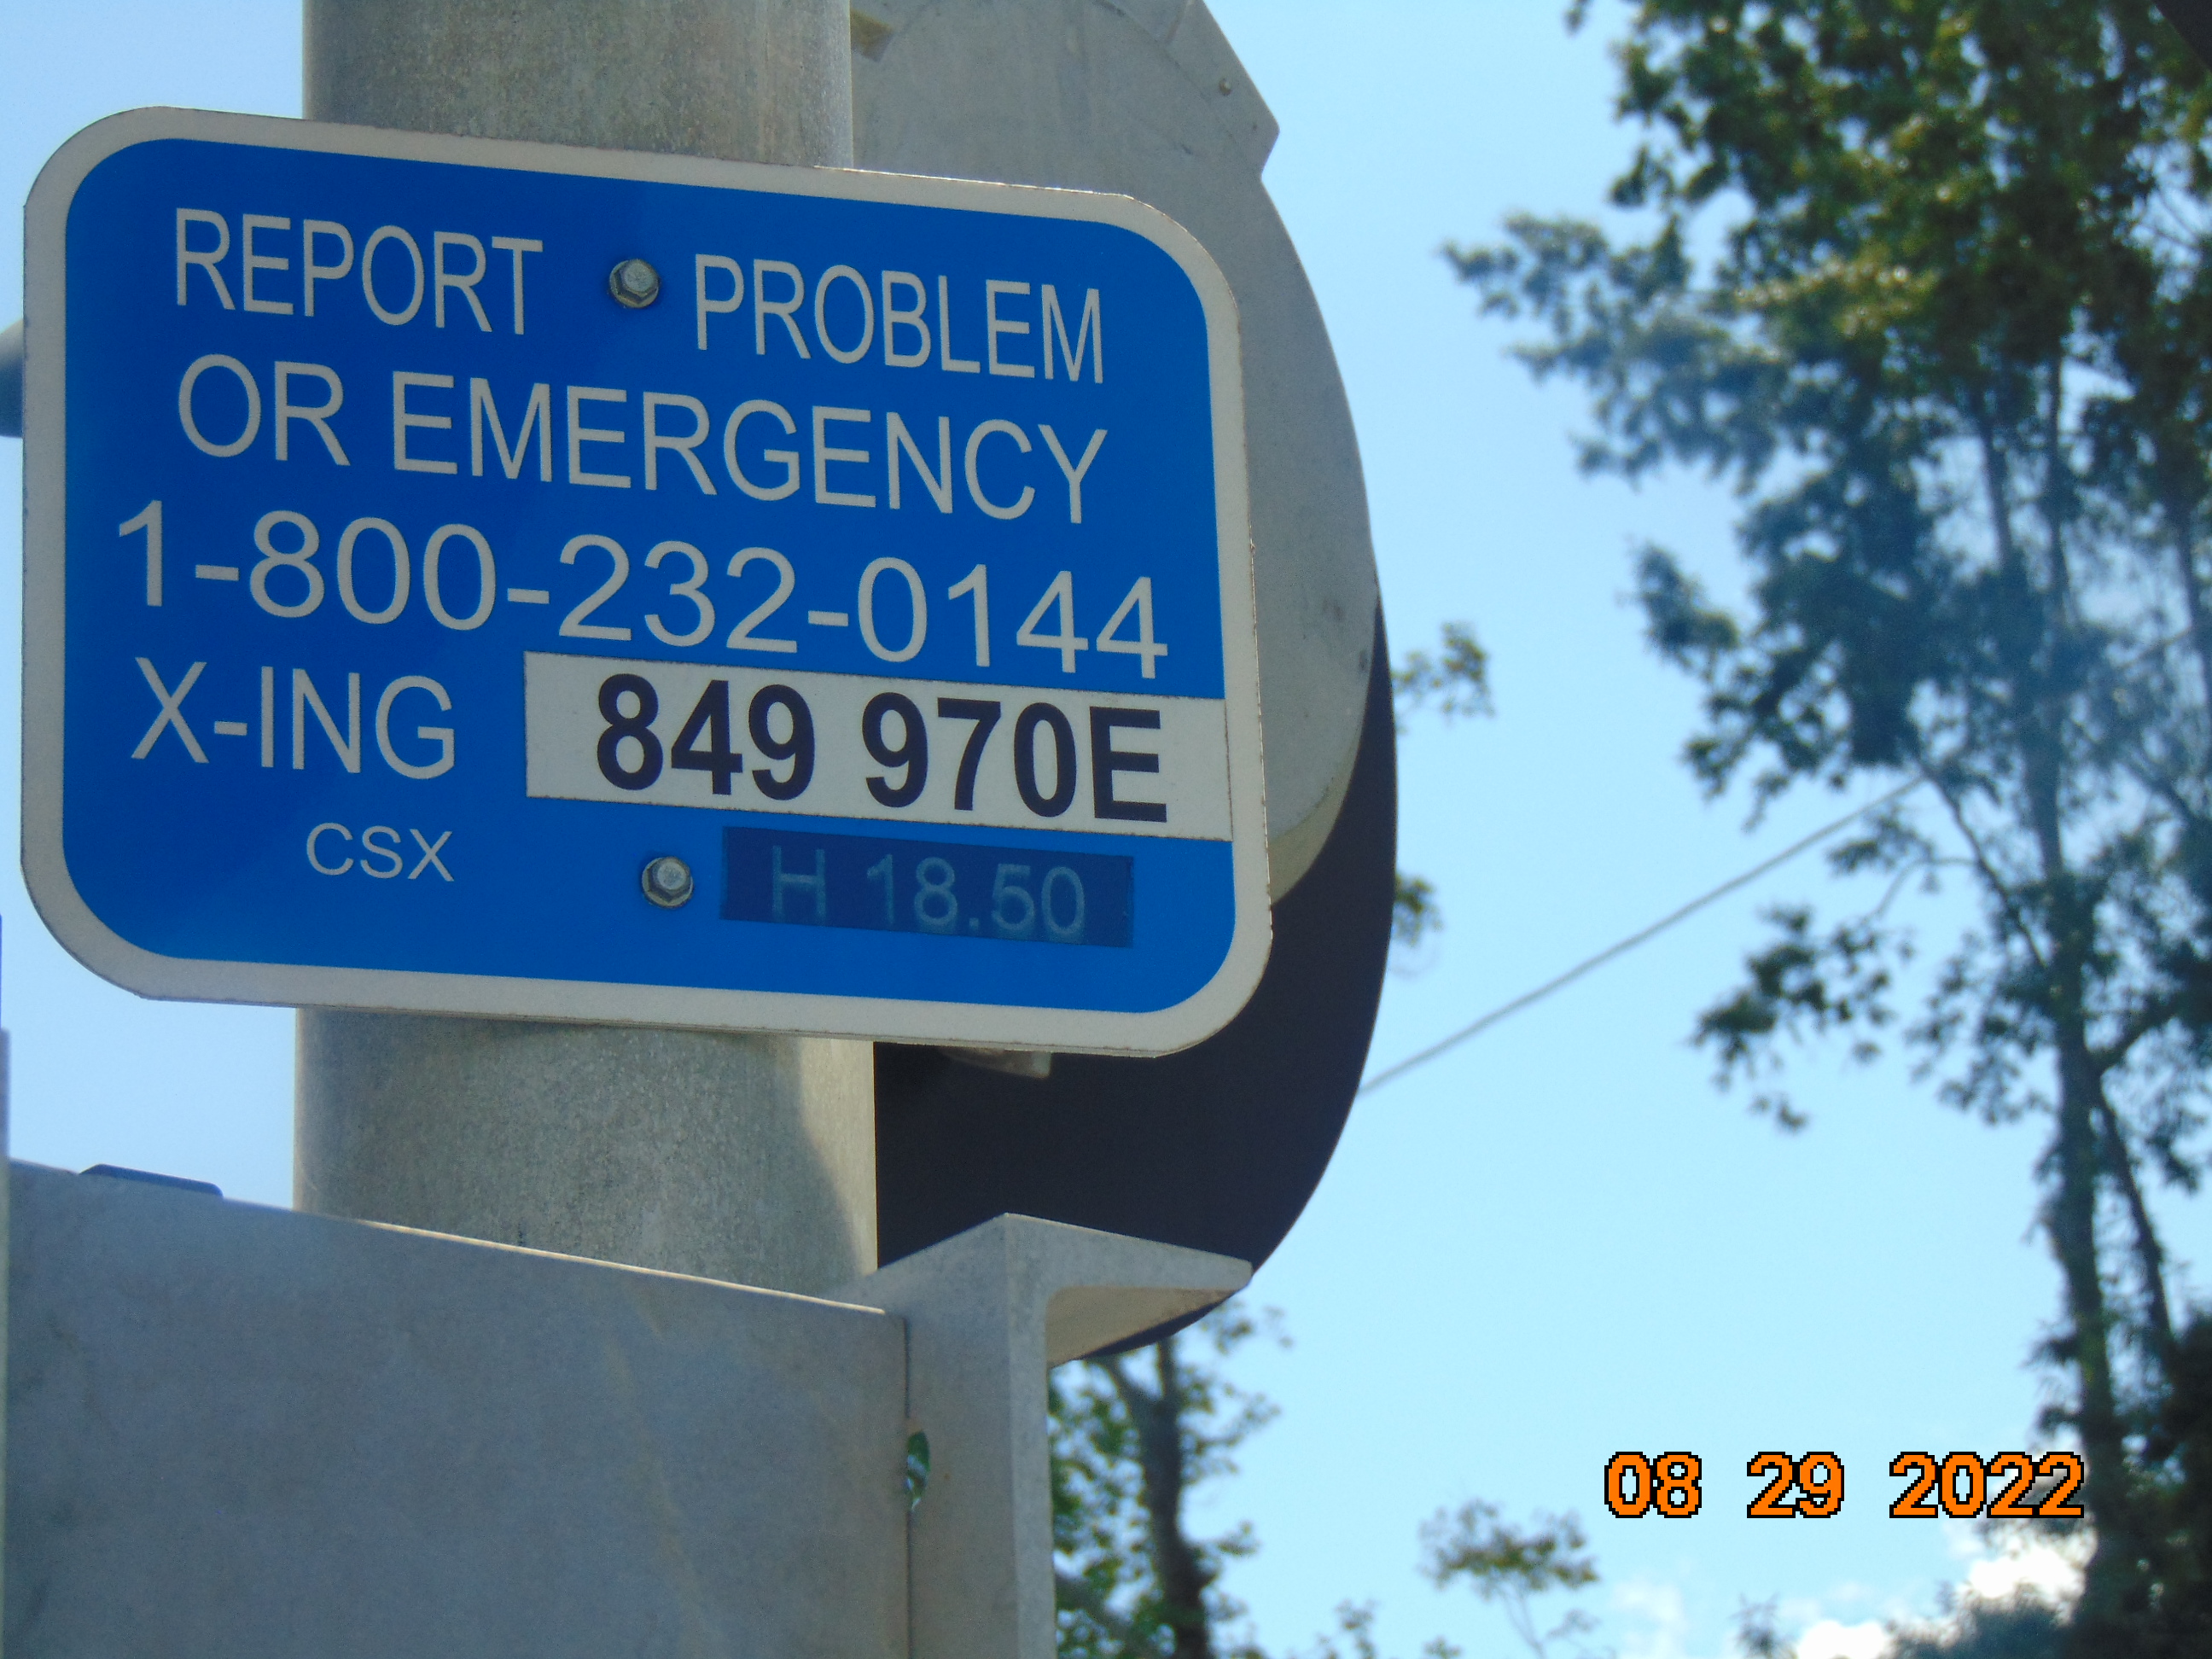 REPORT PROBLEM
OR EMERGENCY
1-800-232-0144
X-ING 849 970E
CSX H 18.50
08 29 2022